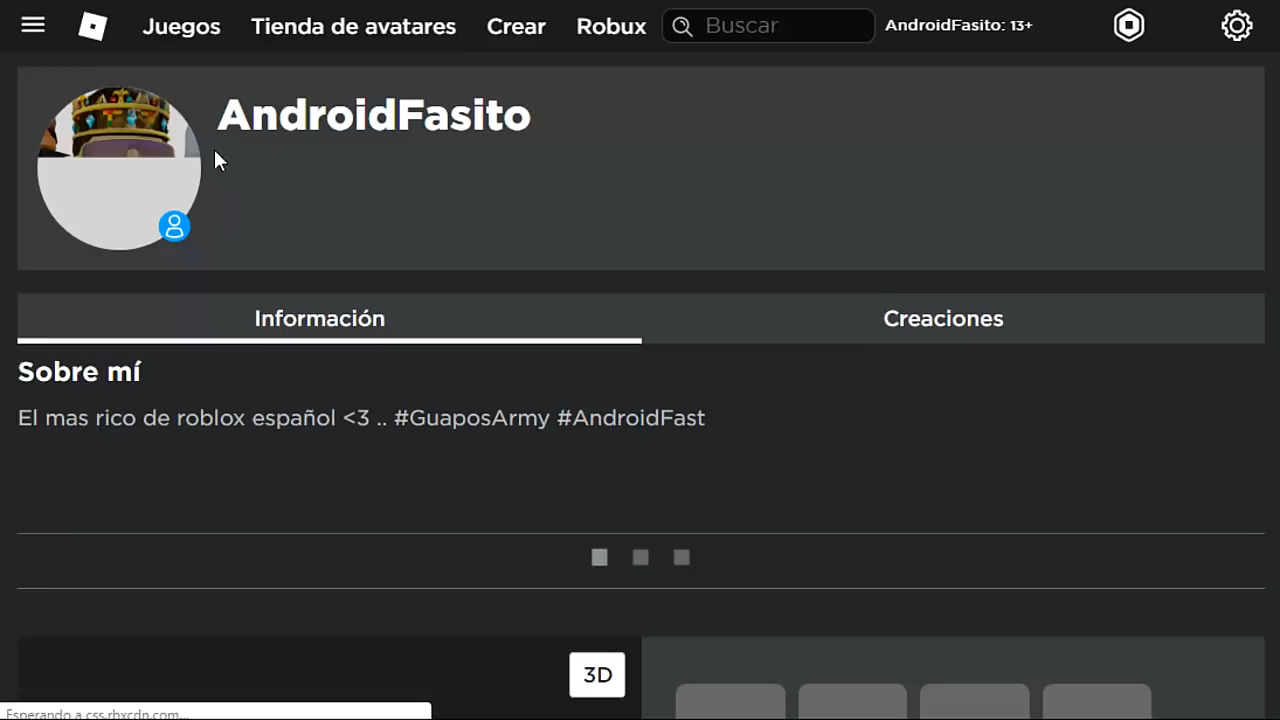 Juegos Tienda de avatares Crear Robux Buscar AndroidFasito: 13+
AndroidFasito
Información Creaciones
Sobre mí
El mas rico de roblox español <3 .. #GuaposArmy #AndroidFast
3D
Esperando a css.rbxcdn.com...